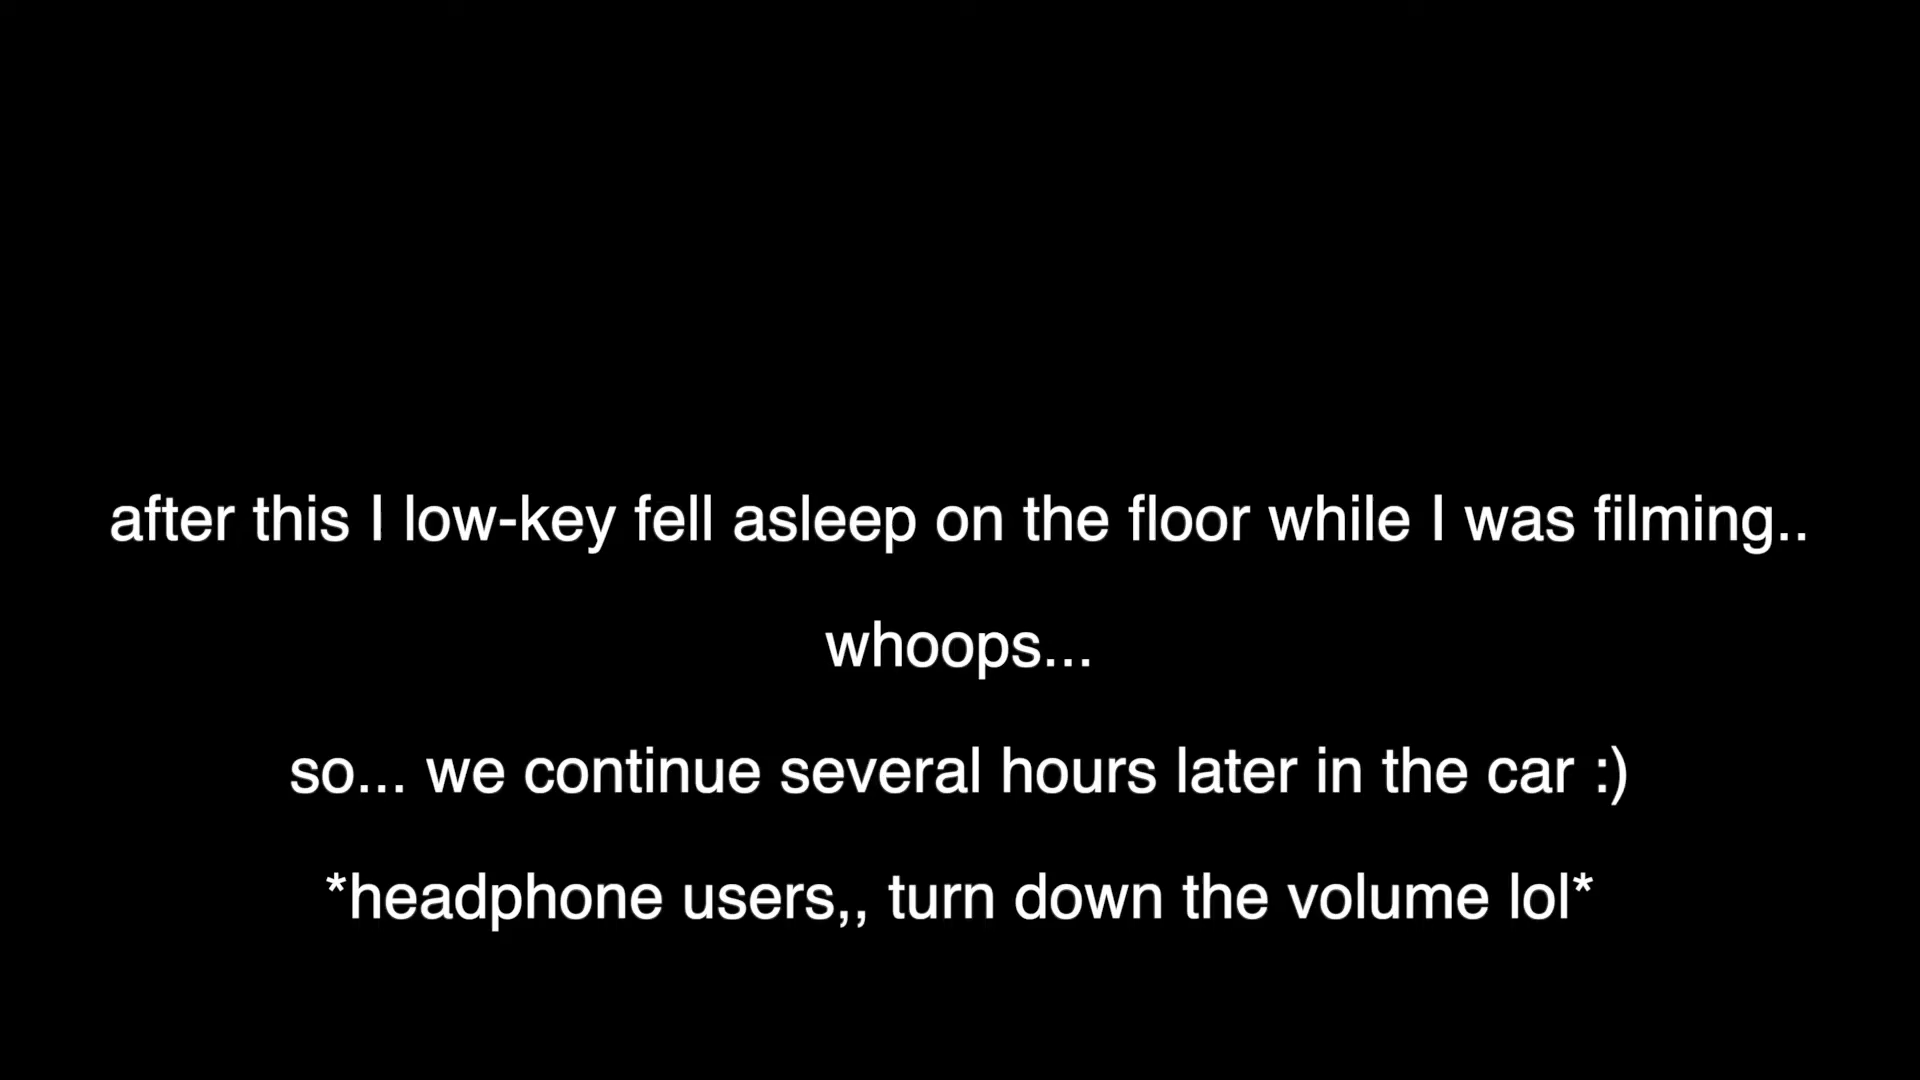 after this I low-key fell asleep on the floor while I was filming..
whoops...
so... we continue several hours later in the car :)
*headphone users,, turn down the volume lol*